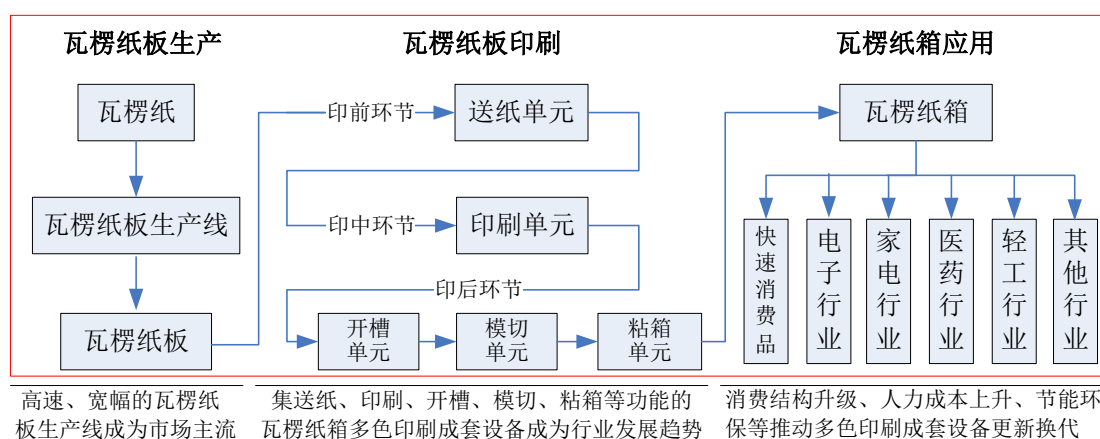 瓦楞纸板生产
瓦楞纸
瓦楞纸板生产线
瓦楞纸板
高速、宽幅的瓦楞纸
板生产线成为市场主流
瓦楞纸板印刷
印前环节
送纸单元
印中环节
印刷单元
印后环节
开槽
单元
模切
单元
粘箱
单元
集送纸、印刷、开槽、模切、粘箱等功能的
瓦楞纸箱多色印刷成套设备成为行业发展趋势
瓦楞纸箱应用
瓦楞纸箱
快速消费品
电子行业
家电行业
医药行业
轻工行业
其他行业
消费结构升级、人力成本上升、节能环
保等推动多色印刷成套设备更新换代